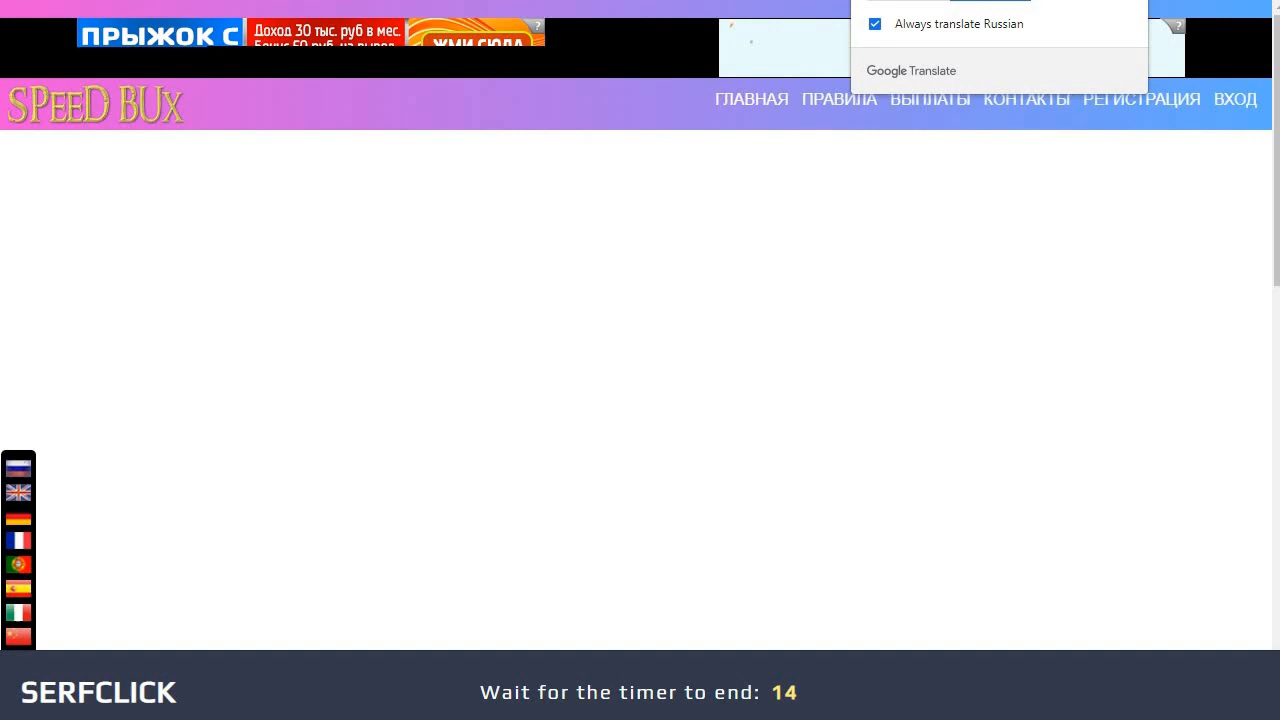 Always translate Russian
Google Translate
ПРЫЖОК С
Доход 30 тыс. руб в мес.
ЖМИ СЮДА
?
?
SPeeD BUx
ГЛАВНАЯ ПРАВИЛА ВЫПЛАТЫ КОНТАКТЫ РЕГИСТРАЦИЯ ВХОД
SERFCLICK
Wait for the timer to end: 14